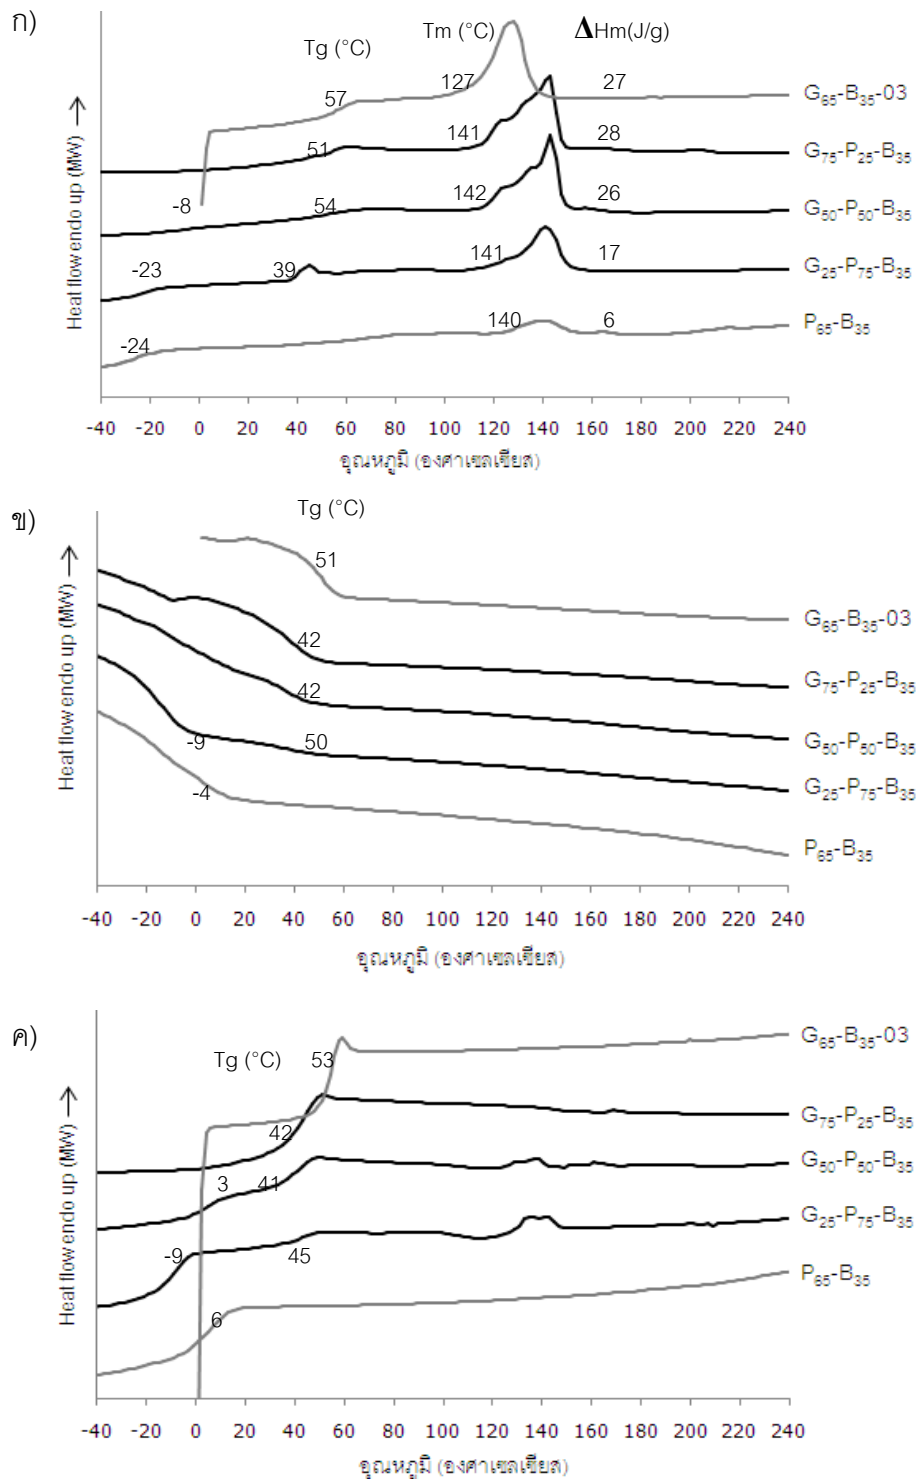 ก)
Tg (°C) Tm (°C) ΔHm(J/g)
Heat flow endo up (MW)
57 127 27 G₆₅-B₃₅-03
51 141 28 G₇₅-P₂₅-B₃₅
-8 54 142 26 G₅₀-P₅₀-B₃₅
-23 39 141 17 G₂₅-P₇₅-B₃₅
-24 140 6 P₆₅-B₃₅
-40 -20 0 20 40 60 80 100 120 140 160 180 200 220 240
อุณหภูมิ (องศาเซลเซียส)
ข)
Tg (°C)
Heat flow endo up (MW)
51 G₆₅-B₃₅-03
42 G₇₅-P₂₅-B₃₅
42 G₅₀-P₅₀-B₃₅
-9 50 G₂₅-P₇₅-B₃₅
-4 P₆₅-B₃₅
-40 -20 0 20 40 60 80 100 120 140 160 180 200 220 240
อุณหภูมิ (องศาเซลเซียส)
ค)
Tg (°C)
Heat flow endo up (MW)
53 G₆₅-B₃₅-03
42 G₇₅-P₂₅-B₃₅
3 41 G₅₀-P₅₀-B₃₅
-9 45 G₂₅-P₇₅-B₃₅
6 P₆₅-B₃₅
-40 -20 0 20 40 60 80 100 120 140 160 180 200 220 240
อุณหภูมิ (องศาเซลเซียส)